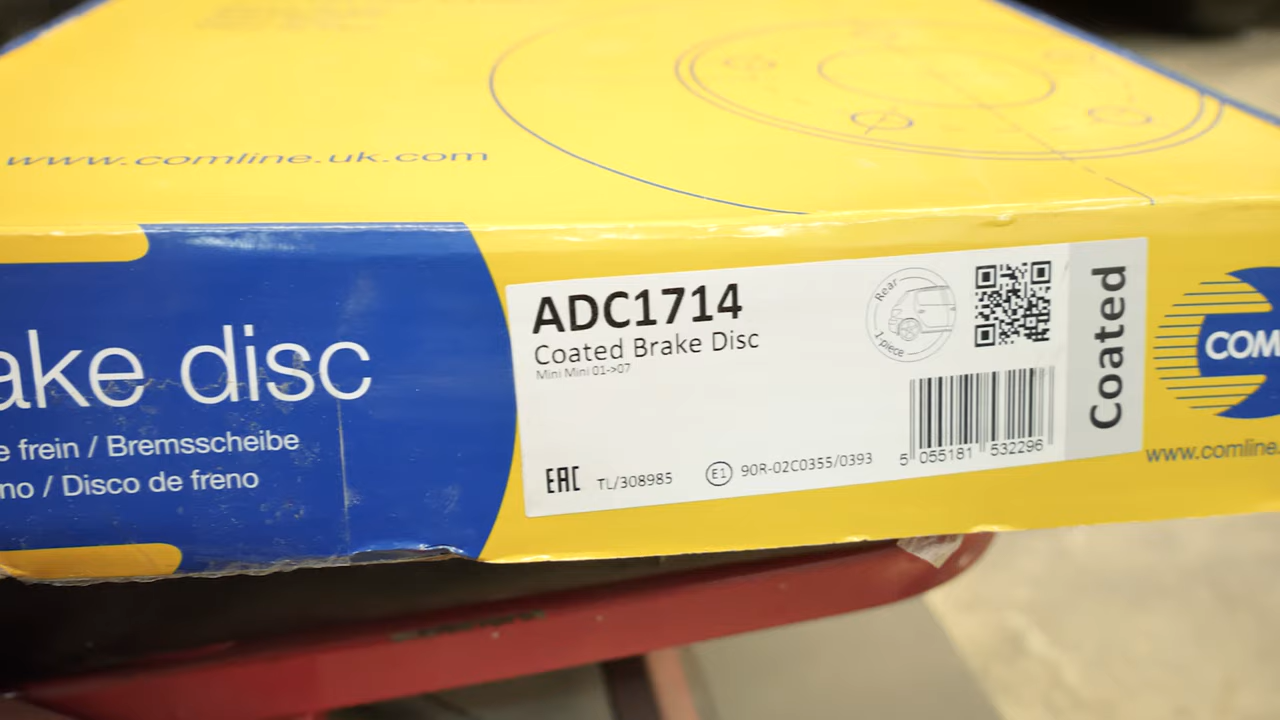 www.comline.uk.com
ake disc
e frein / Bremsscheibe
no / Disco de freno
ADC1714
Coated Brake Disc
Mini Mini 01->07
EAC TL/308985 E1 90R-02C0355/0393
Rear
1-piece
5 055181 532296
Coated
COM
www.comline.